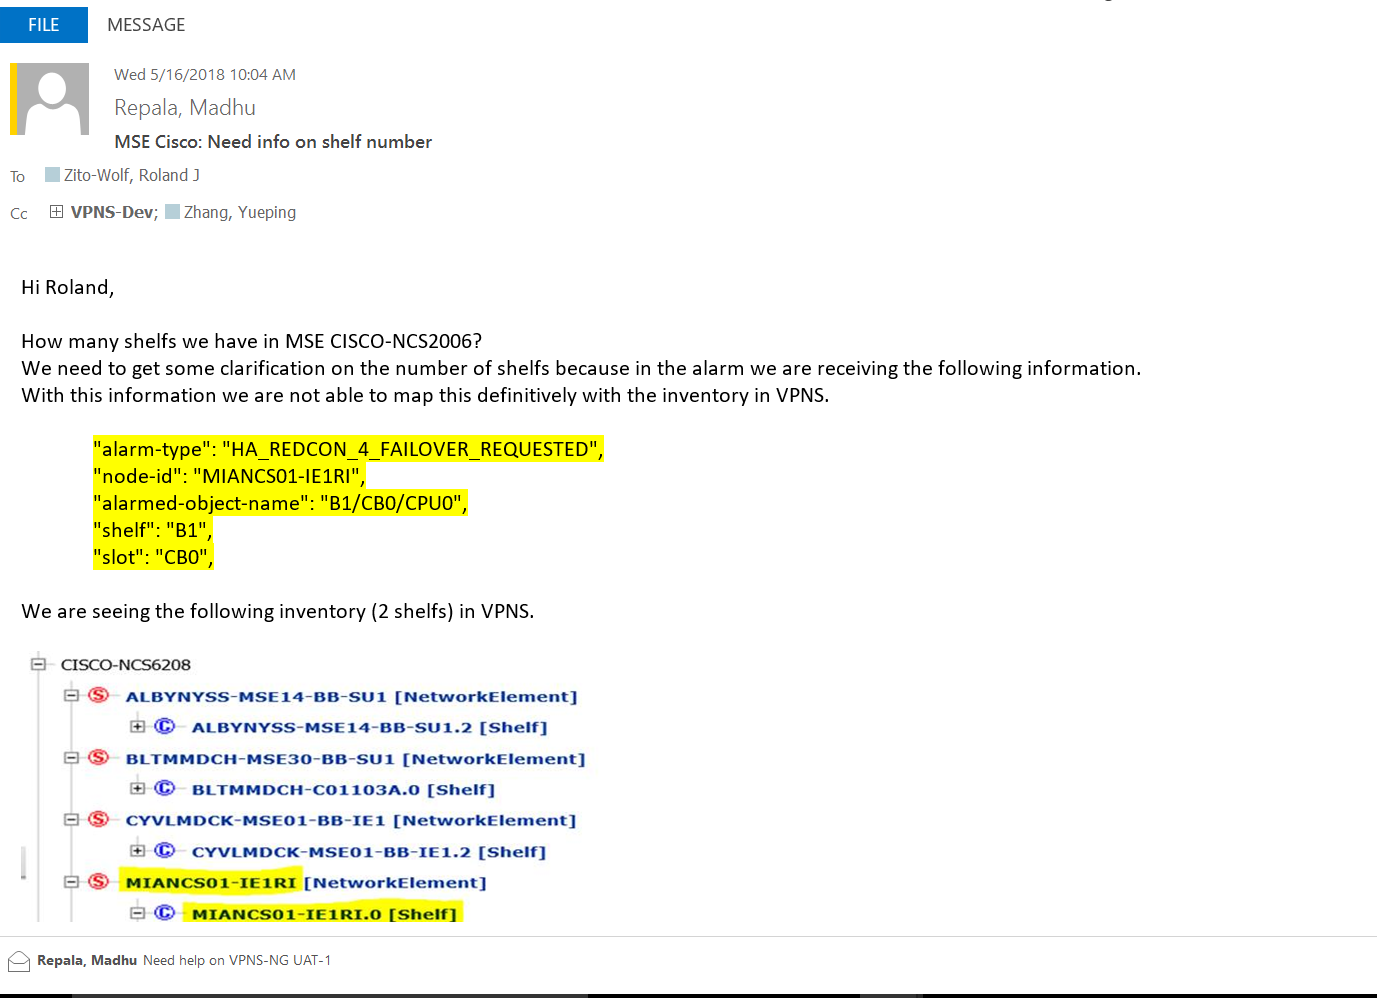 FILE MESSAGE
Wed 5/16/2018 10:04 AM
Repala, Madhu
MSE Cisco: Need info on shelf number
To Zito-Wolf, Roland J
Cc VPNS-Dev; Zhang, Yueping
Hi Roland,
How many shelfs we have in MSE CISCO-NCS2006?
We need to get some clarification on the number of shelfs because in the alarm we are receiving the following information.
With this information we are not able to map this definitively with the inventory in VPNS.
"alarm-type": "HA_REDCON_4_FAILOVER_REQUESTED",
"node-id": "MIANCS01-IE1RI",
"alarmed-object-name": "B1/CB0/CPU0",
"shelf": "B1",
"slot": "CB0",
We are seeing the following inventory (2 shelfs) in VPNS.
CISCO-NCS6208
S ALBYNYSS-MSE14-BB-SU1 [NetworkElement]
C ALBYNYSS-MSE14-BB-SU1.2 [Shelf]
S BLTMMDCH-MSE30-BB-SU1 [NetworkElement]
C BLTMMDCH-C01103A.0 [Shelf]
S CYVLMDCK-MSE01-BB-IE1 [NetworkElement]
C CYVLMDCK-MSE01-BB-IE1.2 [Shelf]
S MIANCS01-IE1RI [NetworkElement]
C MIANCS01-IE1RI.0 [Shelf]
Repala, Madhu Need help on VPNS-NG UAT-1